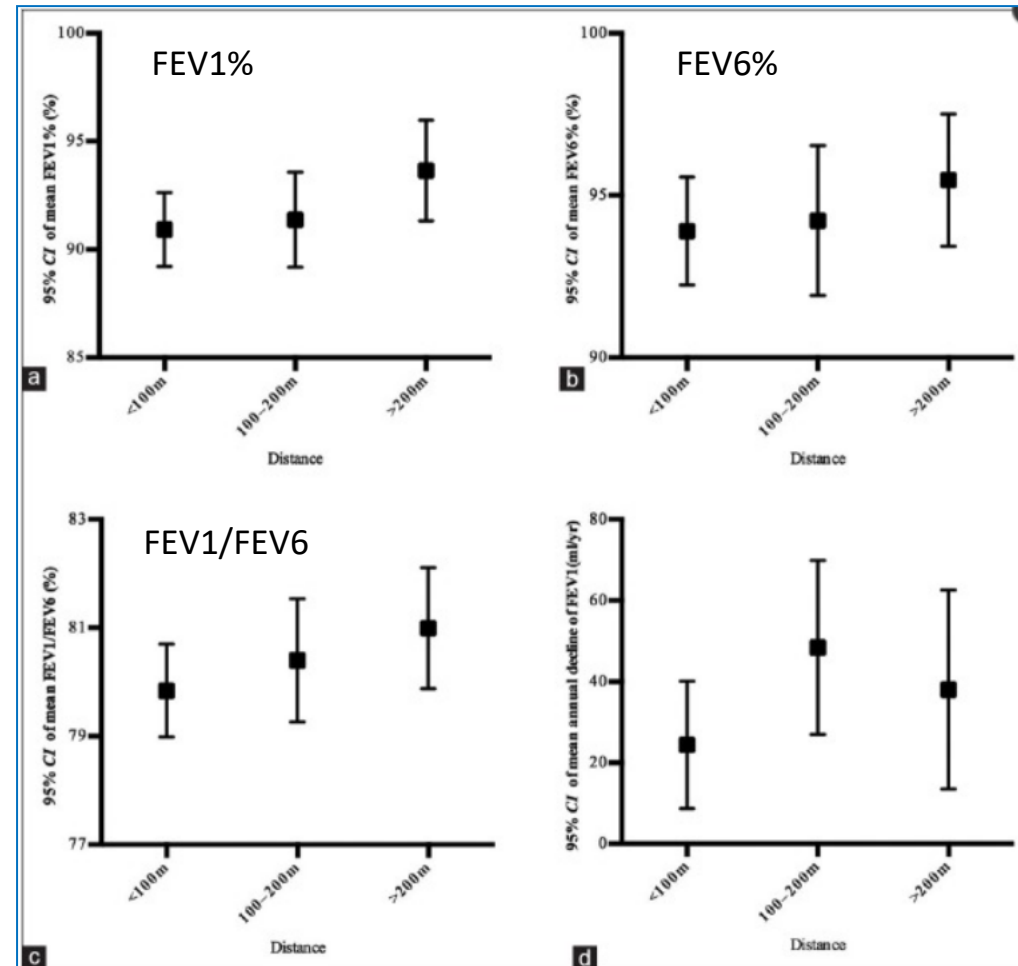 FEV1%
95% CI of mean FEV1% (%)
100
95
90
85
<100m
100–200m
>200m
Distance
a
FEV6%
95% CI of mean FEV6% (%)
100
95
90
<100m
100–200m
>200m
Distance
b
FEV1/FEV6
95% CI of mean FEV1/FEV6 (%)
83
81
79
77
<100m
100–200m
>200m
Distance
c
95% CI of mean annual decline of FEV1(ml/yr)
80
60
40
20
0
<100m
100–200m
>200m
Distance
d